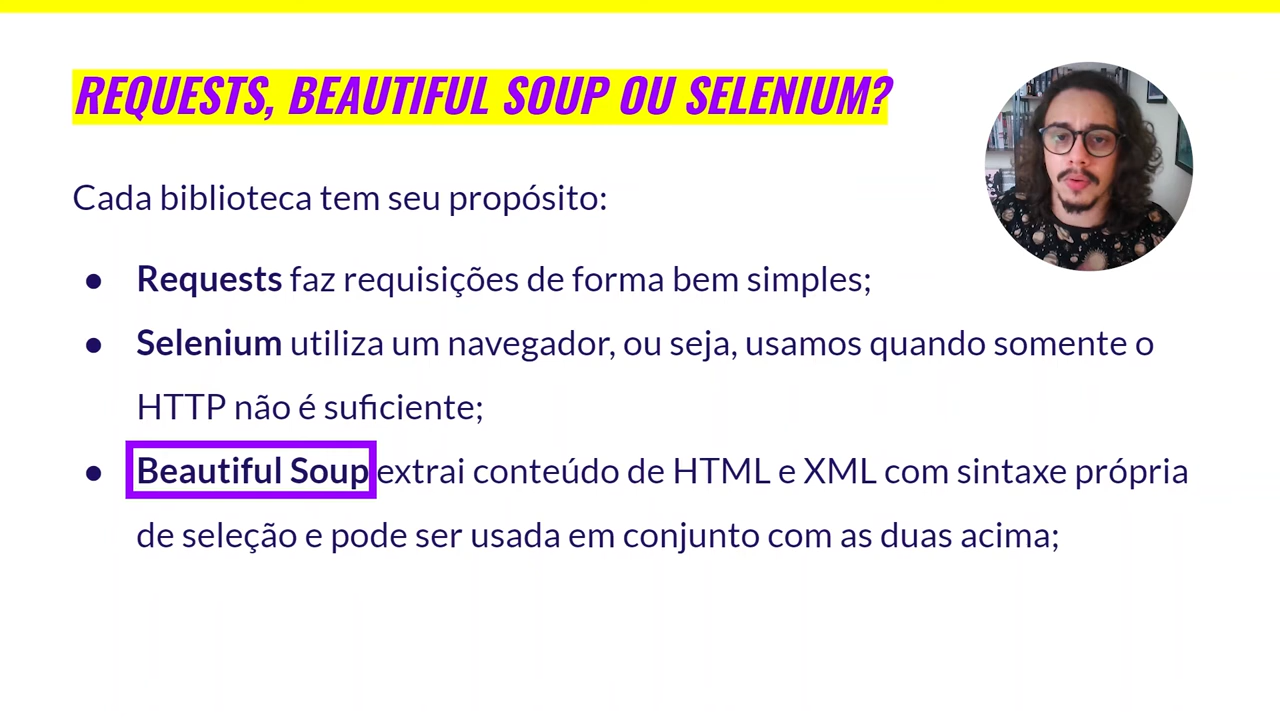 REQUESTS, BEAUTIFUL SOUP OU SELENIUM?
Cada biblioteca tem seu propósito:
● Requests faz requisições de forma bem simples;
● Selenium utiliza um navegador, ou seja, usamos quando somente o
HTTP não é suficiente;
● Beautiful Soup extrai conteúdo de HTML e XML com sintaxe própria
de seleção e pode ser usada em conjunto com as duas acima;